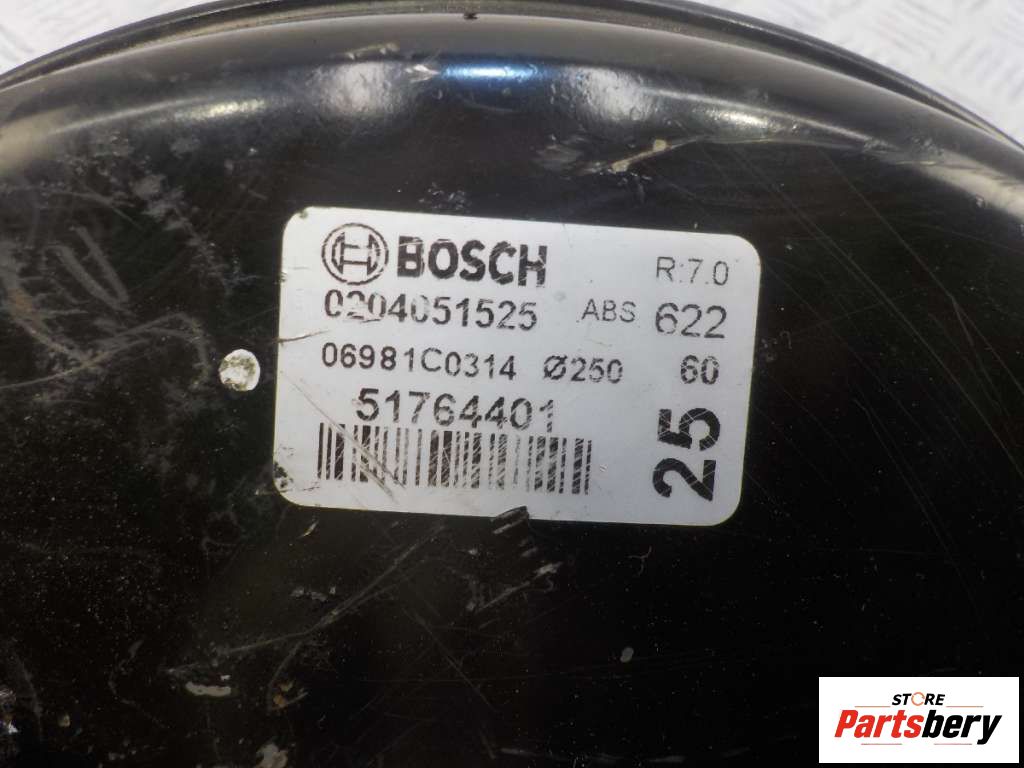 BOSCH
R:7.0
0204051525 ABS 622
06981C0314 Ø250 60
51764401
25
STORE
Partsbery